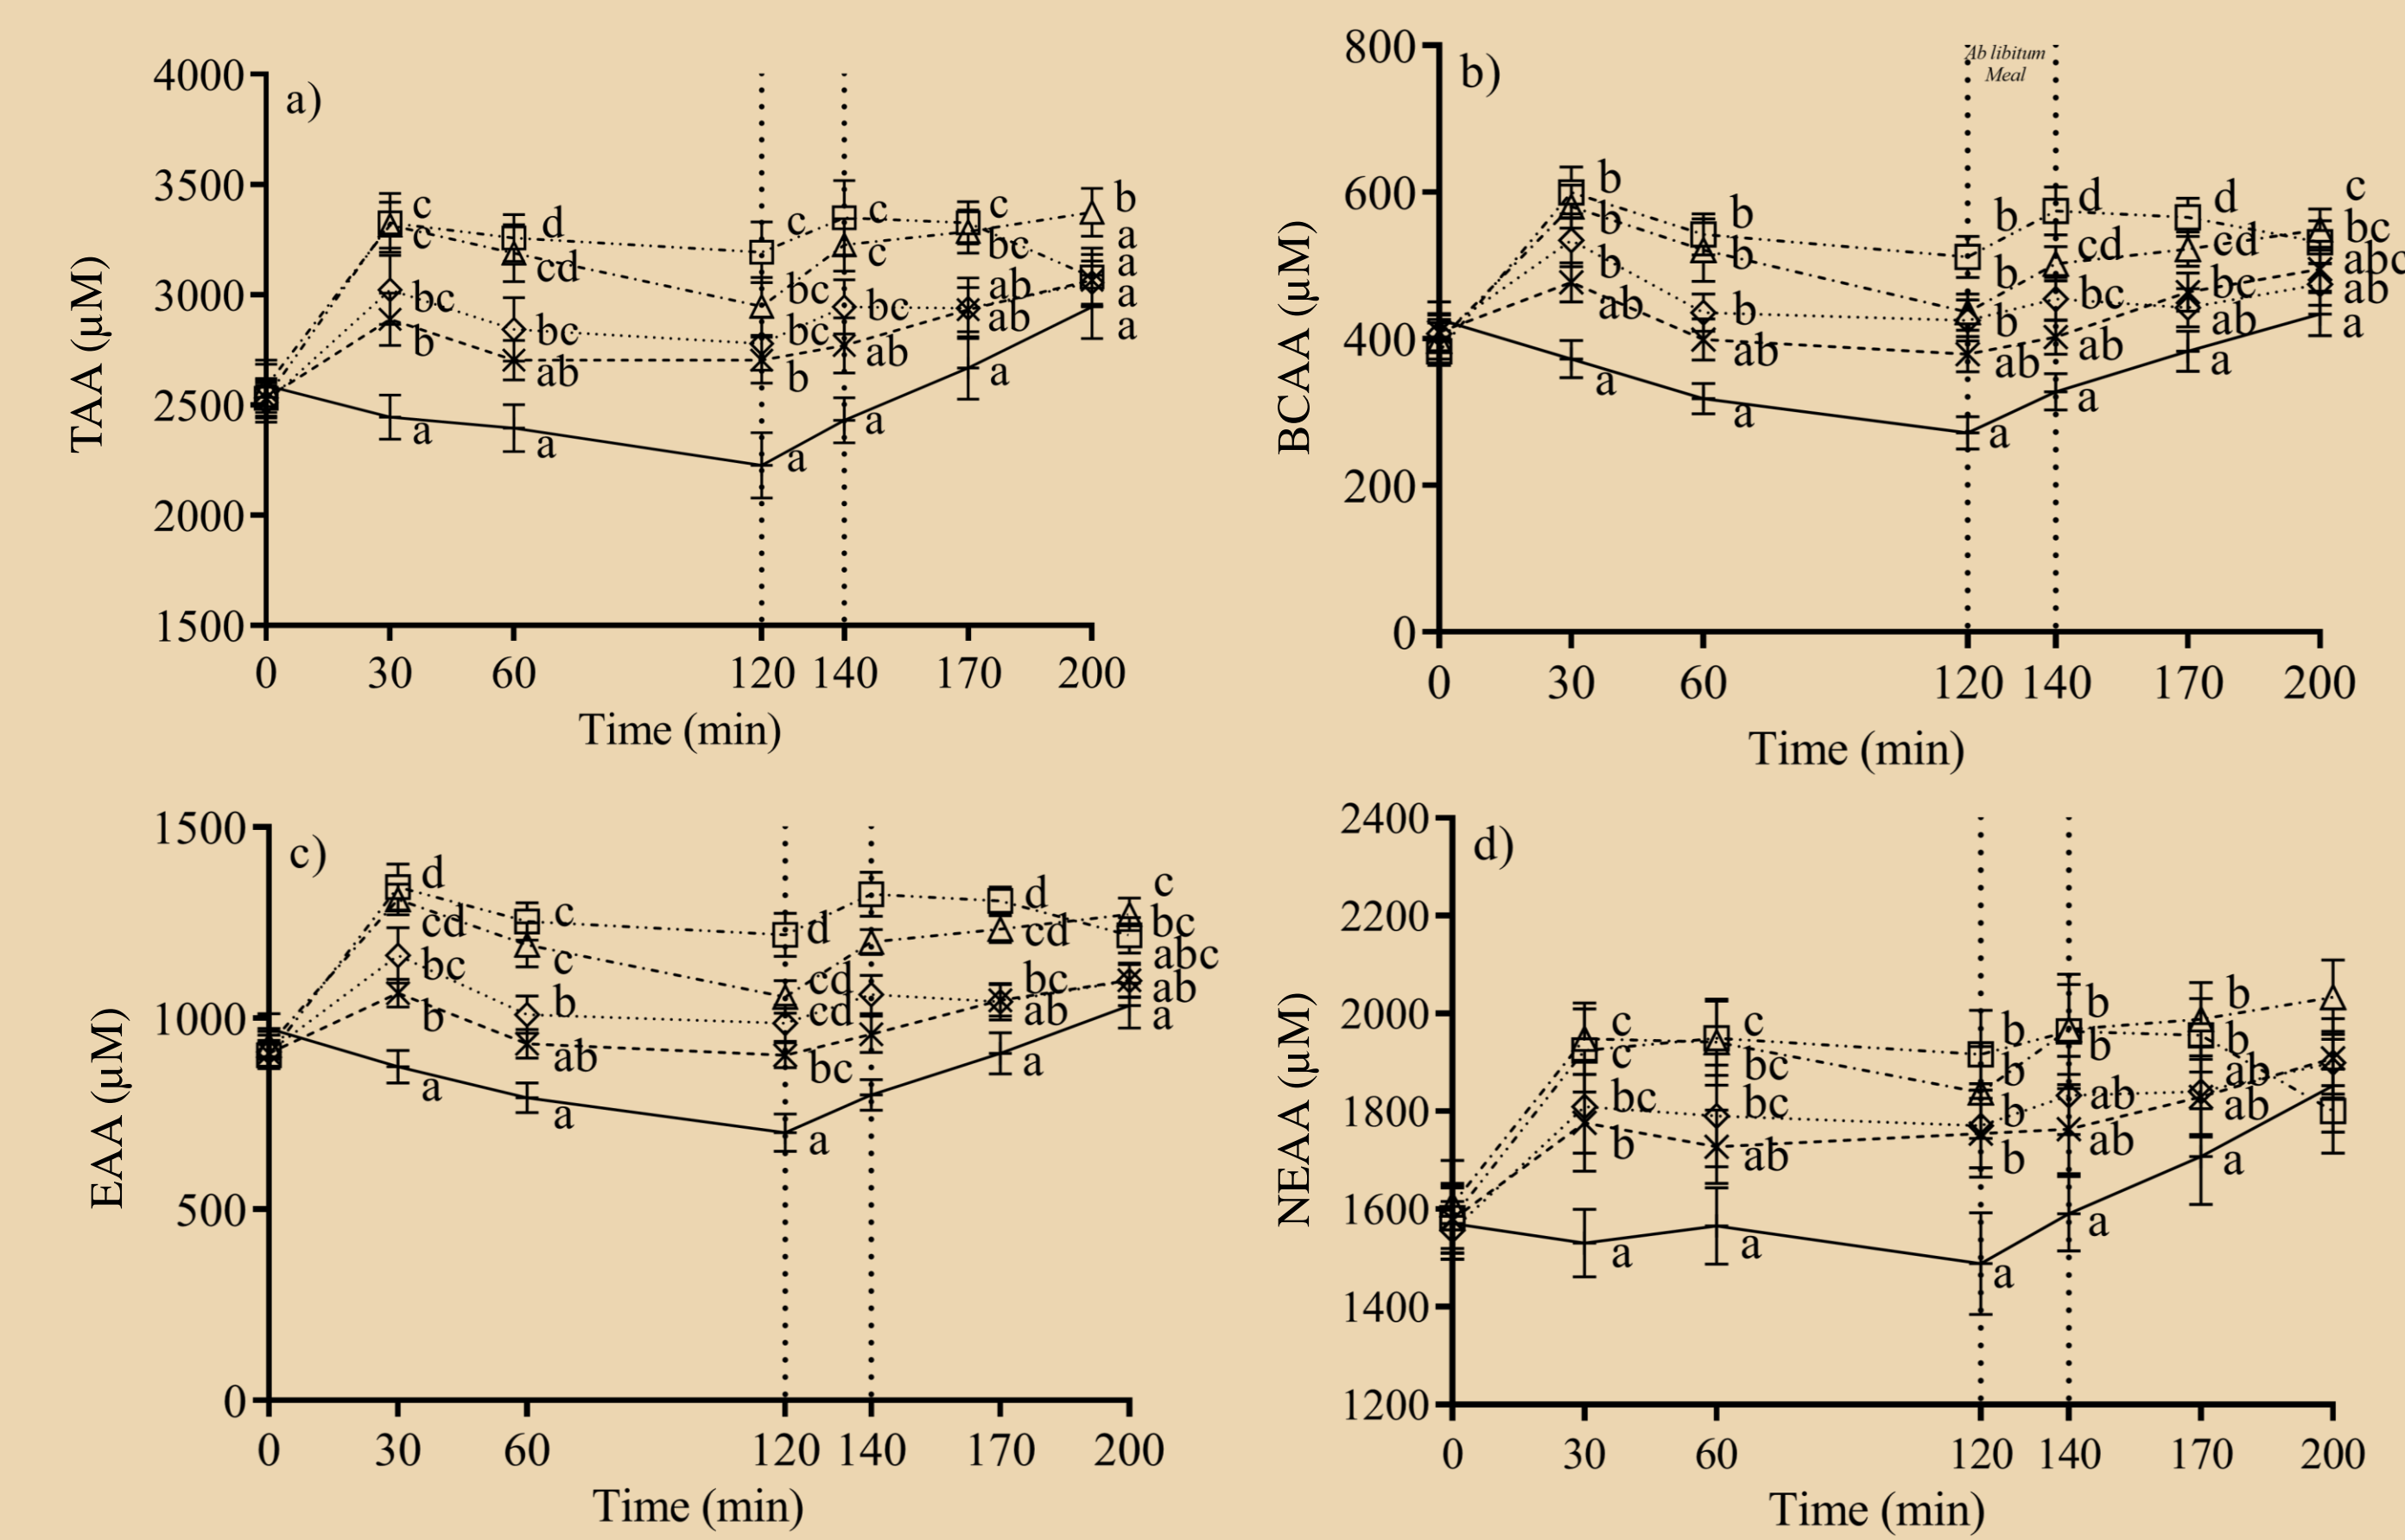 a)
TAA (μM)
4000
3500
3000
2500
2000
1500
c
c
bc
b
a
d
cd
bc
ab
a
c
bc
bc
b
a
c
c
bc
ab
a
c
bc
ab
ab
a
b
a
a
a
a
0 30 60 120 140 170 200
Time (min)
b)
Ab libitum
Meal
BCAA (μM)
800
600
400
200
0
b
b
b
ab
a
b
b
b
ab
a
b
b
b
ab
a
d
cd
bc
ab
a
d
cd
bc
ab
a
c
bc
abc
ab
a
0 30 60 120 140 170 200
Time (min)
c)
EAA (μM)
1500
1000
500
0
d
cd
bc
b
a
c
c
b
ab
a
d
cd
cd
bc
a
d
cd
bc
ab
a
c
bc
abc
ab
a
0 30 60 120 140 170 200
Time (min)
d)
NEAA (μM)
2400
2200
2000
1800
1600
1400
1200
c
c
bc
b
a
c
bc
bc
ab
a
b
b
b
b
a
b
b
ab
ab
a
b
b
ab
ab
a
0 30 60 120 140 170 200
Time (min)